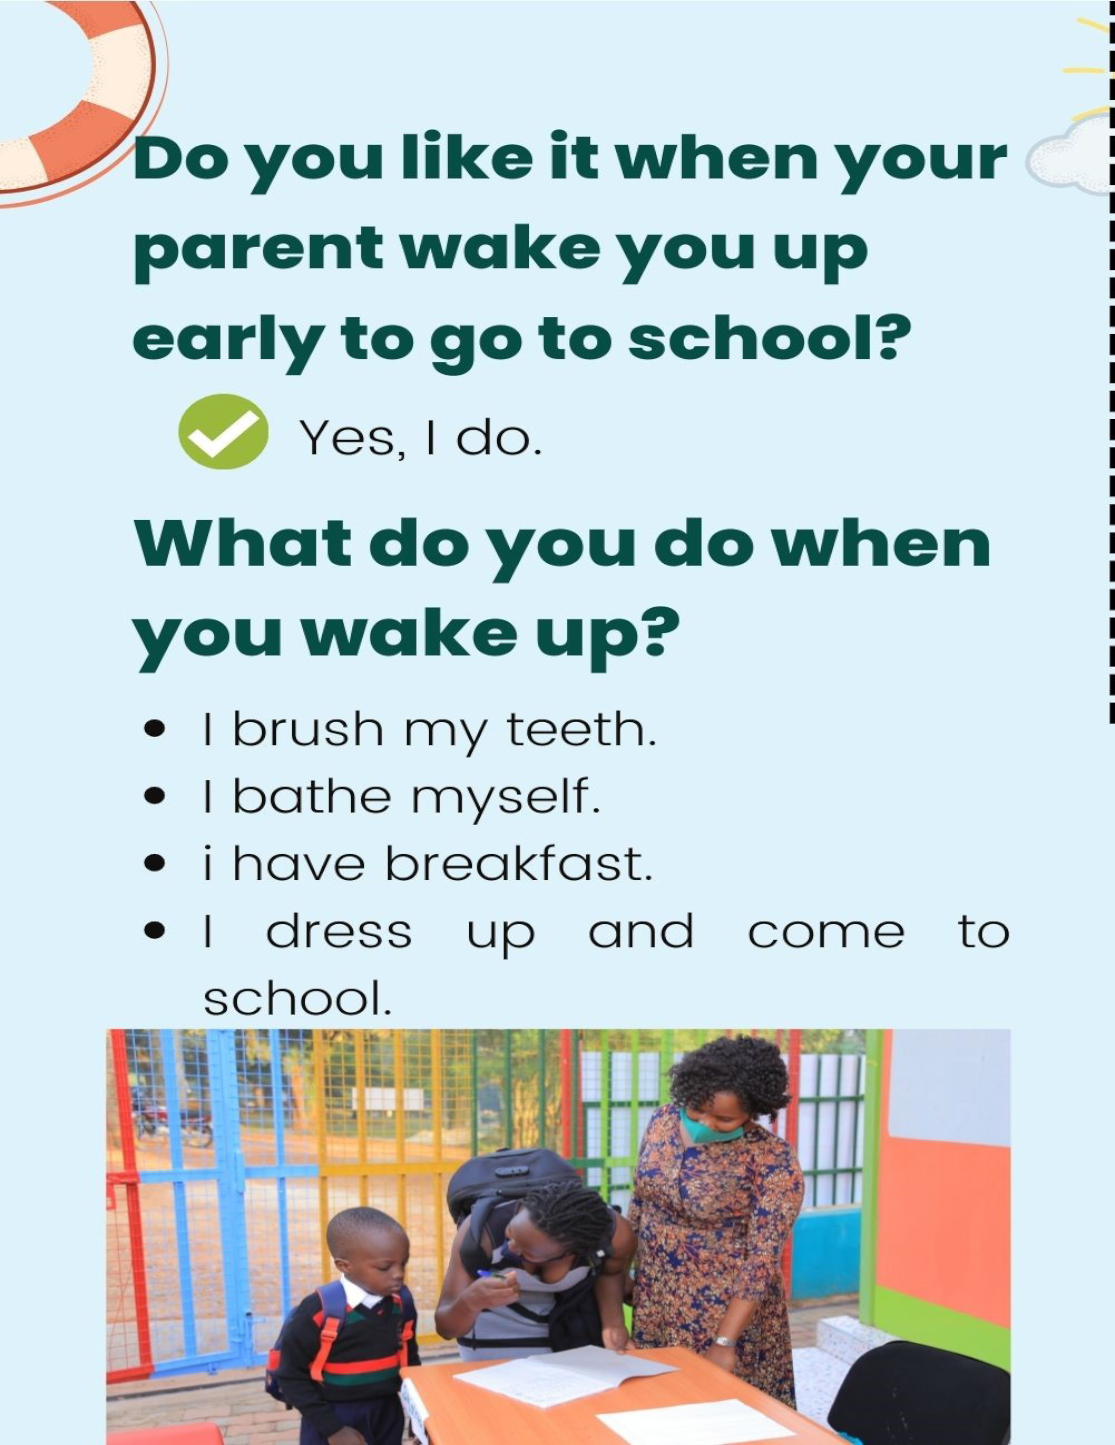 Do you like it when your
parent wake you up
early to go to school?
Yes, I do.
What do you do when
you wake up?
I brush my teeth.
I bathe myself.
i have breakfast.
I dress up and come to
school.